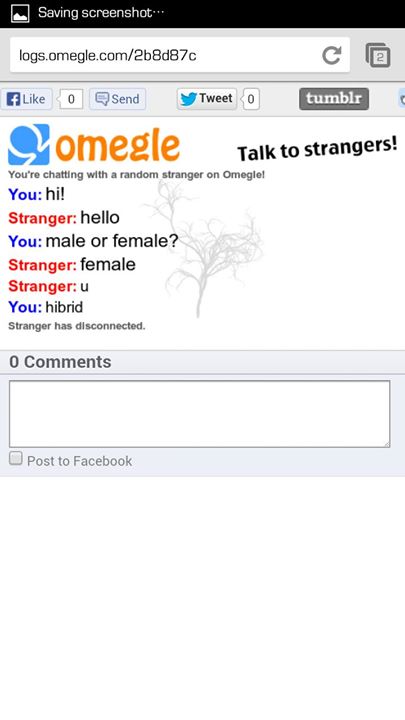 Saving screenshot...
logs.omegle.com/2b8d87c
2
Like 0 Send Tweet 0 tumblr
omegle Talk to strangers!
You're chatting with a random stranger on Omegle!
You: hi!
Stranger: hello
You: male or female?
Stranger: female
Stranger: u
You: hibrid
Stranger has disconnected.
0 Comments
Post to Facebook